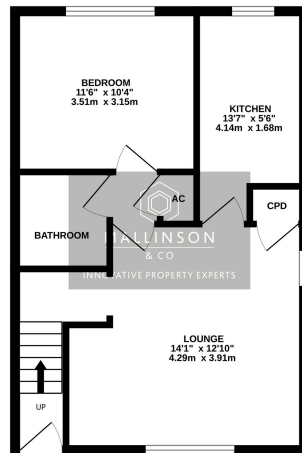 BEDROOM
11'6" x 10'4"
3.51m x 3.15m
KITCHEN
13'7" x 5'6"
4.14m x 1.68m
AC
CPD
BATHROOM
MALLINSON
& CO
INNOVATIVE PROPERTY EXPERTS
LOUNGE
14'1" x 12'10"
4.29m x 3.91m
UP